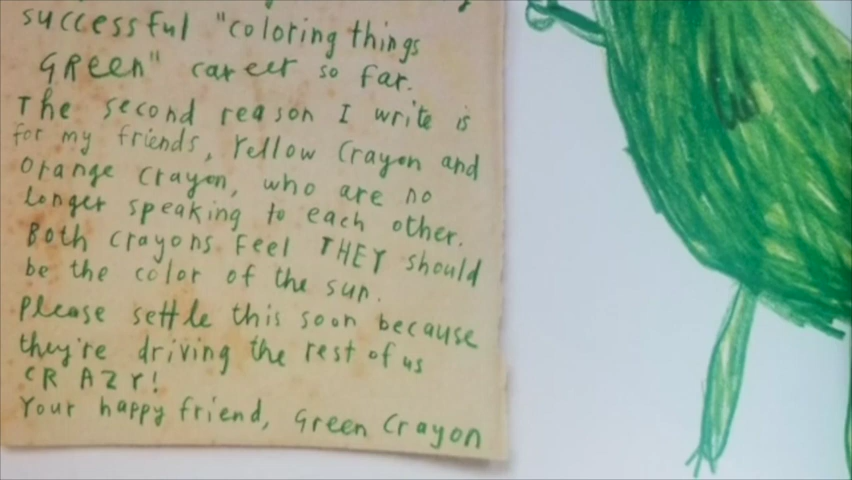 successful "coloring things
GReen" career so far.
The second reason I write is
for my friends, Yellow Crayon and
Orange Crayon, who are no
longer speaking to each other.
Both crayons feel THEY should
be the color of the sun.
Please settle this soon because
they're driving the rest of us
CRAZY!
Your happy friend, Green Crayon